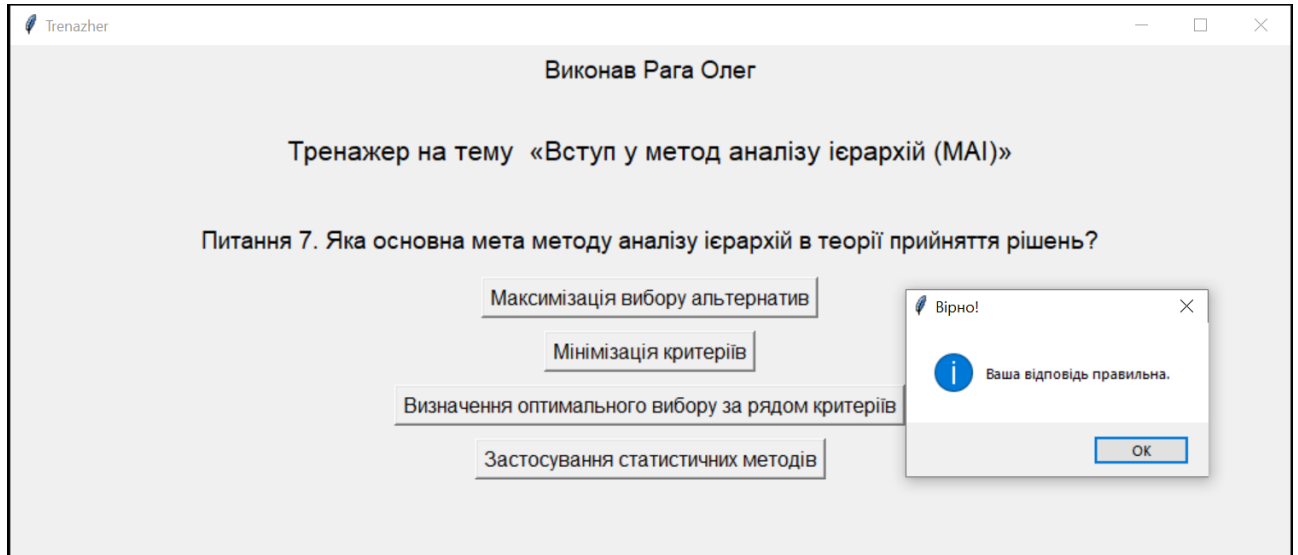 Trenazher
Виконав Рага Олег
Тренажер на тему «Вступ у метод аналізу ієрархій (МАІ)»
Питання 7. Яка основна мета методу аналізу ієрархій в теорії прийняття рішень?
Максимізація вибору альтернатив
Мінімізація критеріїв
Визначення оптимального вибору за рядом критеріїв
Застосування статистичних методів
Вірно!
Ваша відповідь правильна.
ОК